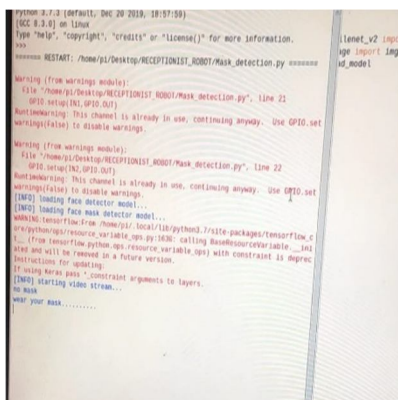 Python 3.7.3 (default, Dec 20 2019, 18:57:59)
[GCC 8.3.0] on linux
Type "help", "copyright", "credits" or "license()" for more information.
>>>
======= RESTART: /home/pi/Desktop/RECEPTIONIST_ROBOT/Mask_detection.py =======
Warning (from warnings module):
File "/home/pi/Desktop/RECEPTIONIST_ROBOT/Mask_detection.py", line 21
GPIO.setup(IN1,GPIO.OUT)
RuntimeWarning: This channel is already in use, continuing anyway. Use GPIO.set
warnings(False) to disable warnings.
Warning (from warnings module):
File "/home/pi/Desktop/RECEPTIONIST_ROBOT/Mask_detection.py", line 22
GPIO.setup(IN2,GPIO.OUT)
RuntimeWarning: This channel is already in use, continuing anyway. Use GPIO.set
warnings(False) to disable warnings.
[INFO] loading face detector model...
[INFO] loading face mask detector model...
WARNING:tensorflow:From /home/pi/.local/lib/python3.7/site-packages/tensorflow_c
ore/python/ops/resource_variable_ops.py:1630: calling BaseResourceVariable.__ini
t__ (from tensorflow.python.ops.resource_variable_ops) with constraint is deprec
ated and will be removed in a future version.
Instructions for updating:
If using Keras pass *_constraint arguments to layers.
[INFO] starting video stream...
no mask
wear your mask..........
ilenet_v2 impo
age import img
ad_model